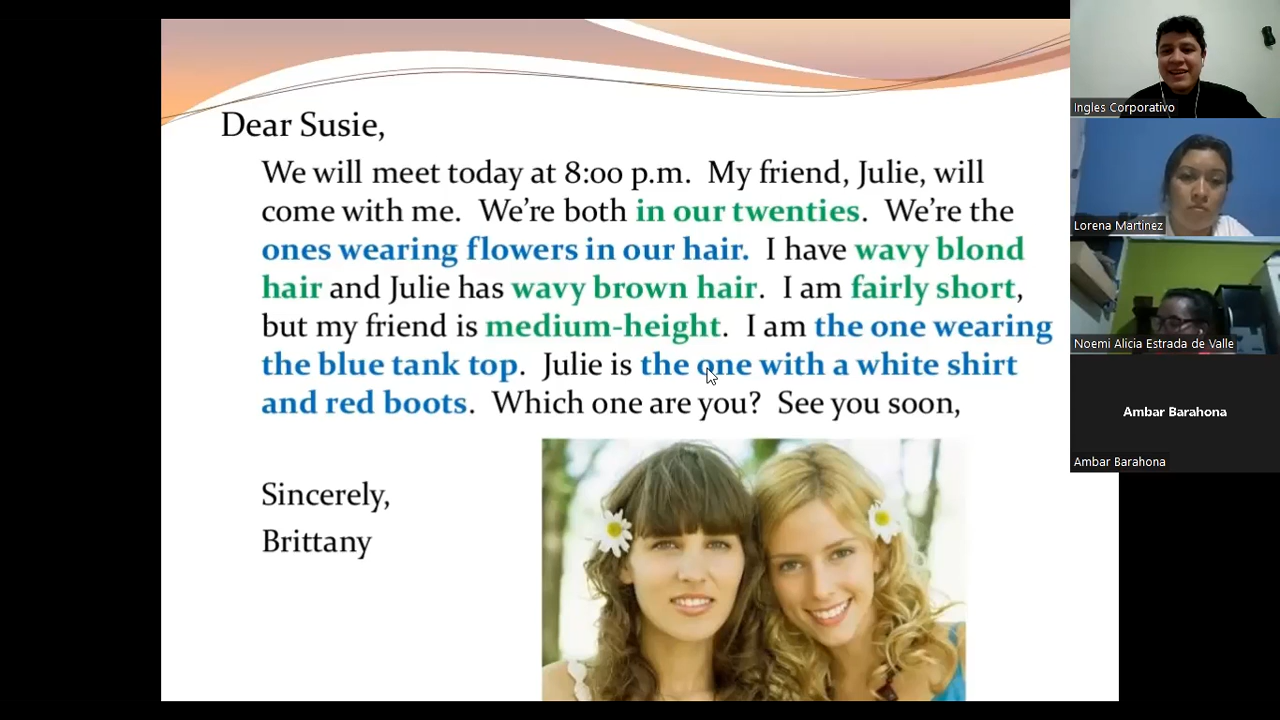 Dear Susie,
We will meet today at 8:00 p.m. My friend, Julie, will
come with me. We’re both in our twenties. We’re the
ones wearing flowers in our hair. I have wavy blond
hair and Julie has wavy brown hair. I am fairly short,
but my friend is medium-height. I am the one wearing
the blue tank top. Julie is the one with a white shirt
and red boots. Which one are you? See you soon,
Sincerely,
Brittany
Ingles Corporativo
Lorena Martinez
Noemi Alicia Estrada de Valle
Ambar Barahona
Ambar Barahona